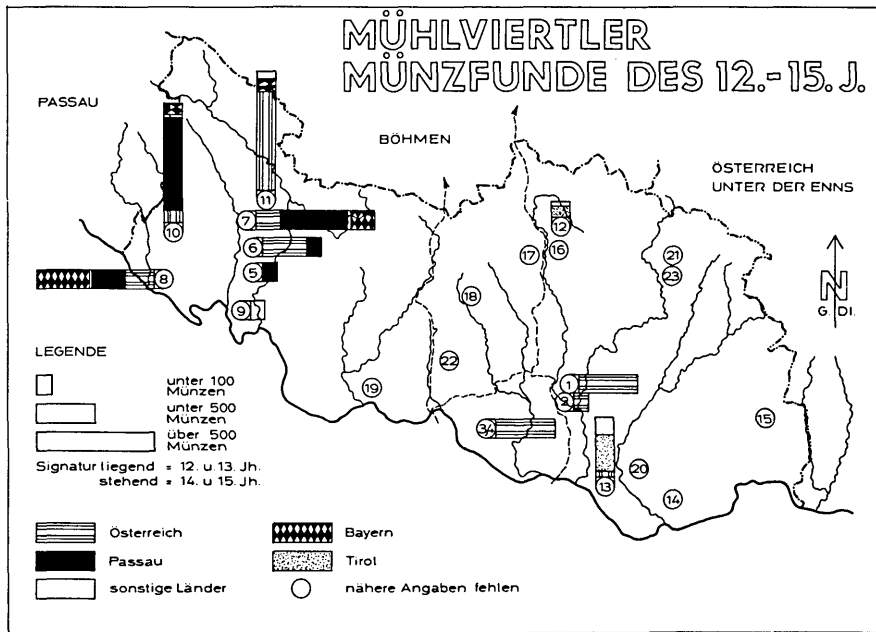 MÜHLVIERTLER
MÜNZFUNDE DES 12.-15. J.
PASSAU
BÖHMEN
ÖSTERREICH
UNTER DER ENNS
11
10
7
12
6
17
16
21
5
23
8
18
9
N
G. DI.
22
19
1
2
15
3/4
20
13
14
LEGENDE
unter 100
Münzen
unter 500
Münzen
über 500
Münzen
Signatur liegend = 12. u. 13. Jh.
stehend = 14. u. 15. Jh.
Österreich
Bayern
Passau
Tirol
sonstige Länder
nähere Angaben fehlen